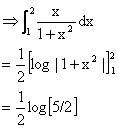 ⇒∫₁² x/(1+x²) dx
= 1/2 [log | 1+x² |]₁²
= 1/2 log[5/2]